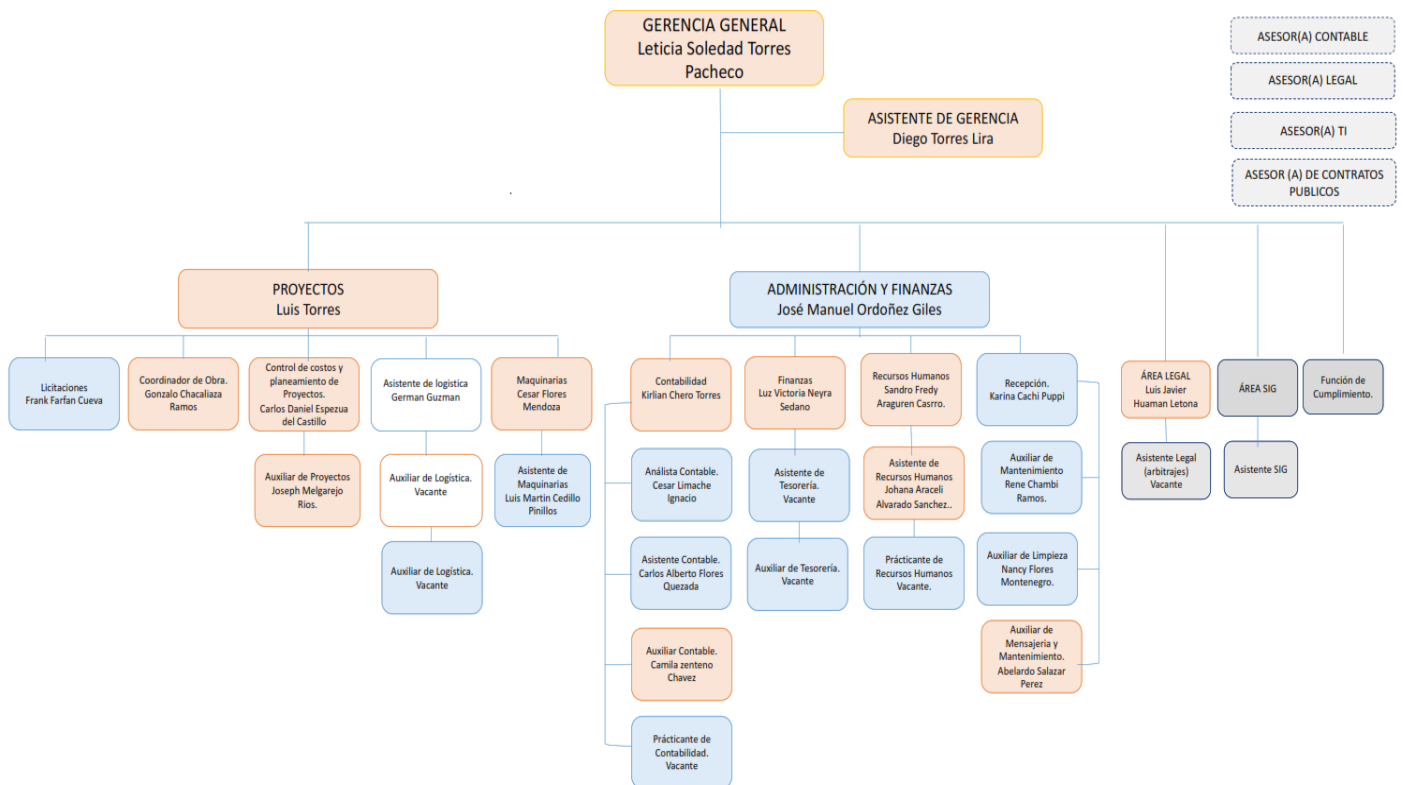 GERENCIA GENERAL
Leticia Soledad Torres
Pacheco
ASESOR(A) CONTABLE
ASESOR(A) LEGAL
ASISTENTE DE GERENCIA
Diego Torres Lira
ASESOR(A) TI
ASESOR (A) DE CONTRATOS
PUBLICOS
PROYECTOS
Luis Torres
ADMINISTRACIÓN Y FINANZAS
José Manuel Ordoñez Giles
Licitaciones
Frank Farfan Cueva
Coordinador de Obra.
Gonzalo Chacaliaza
Ramos
Control de costos y
planeamiento de
Proyectos.
Carlos Daniel Espezua
del Castillo
Asistente de logística
German Guzman
Maquinarias
Cesar Flores
Mendoza
Contabilidad
Kirlian Chero Torres
Finanzas
Luz Victoria Neyra
Sedano
Recursos Humanos
Sandro Fredy
Araguren Casrro.
Recepción.
Karina Cachi Puppi
ÁREA LEGAL
Luis Javier
Huaman Letona
ÁREA SIG
Función de
Cumplimiento.
Auxiliar de Proyectos
Joseph Melgarejo
Ríos.
Auxiliar de Logística.
Vacante
Asistente de
Maquinarias
Luis Martín Cedillo
Pinillos
Análista Contable.
Cesar Limache
Ignacio
Asistente de
Tesorería.
Vacante
Asistente de
Recursos Humanos
Johana Araceli
Alvarado Sanchez..
Auxiliar de
Mantenimiento
Rene Chambi
Ramos.
Asistente Legal
(arbitrajes)
Vacante
Asistente SIG
Auxiliar de Logística.
Vacante
Asistente Contable.
Carlos Alberto Flores
Quezada
Auxiliar de Tesorería.
Vacante
Prácticante de
Recursos Humanos
Vacante.
Auxiliar de Limpieza
Nancy Flores
Montenegro.
Auxiliar Contable.
Camila zenteno
Chavez
Auxiliar de
Mensajeria y
Mantenimiento.
Abelardo Salazar
Perez
Prácticante de
Contabilidad.
Vacante